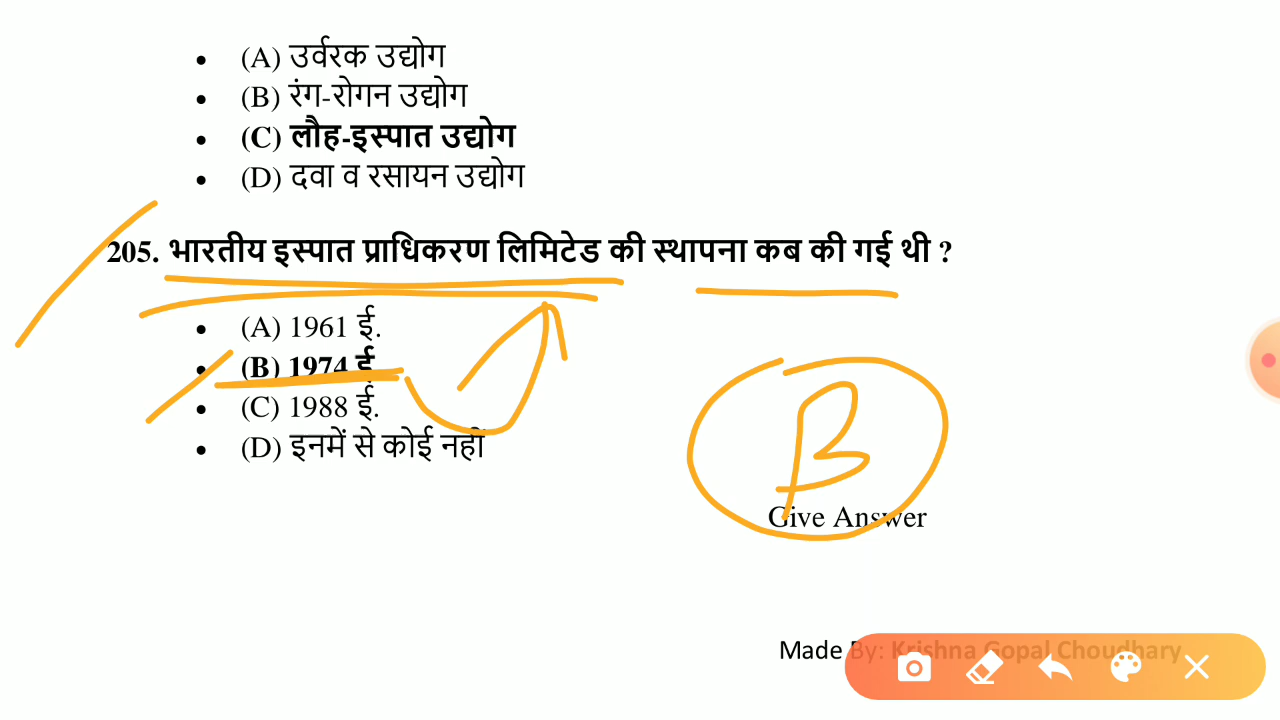 • (A) उर्वरक उद्योग
• (B) रंग-रोगन उद्योग
• (C) लौह-इस्पात उद्योग
• (D) दवा व रसायन उद्योग
205. भारतीय इस्पात प्राधिकरण लिमिटेड की स्थापना कब की गई थी ?
• (A) 1961 ई.
• (B) 1974 ई
• (C) 1988 ई.
• (D) इनमें से कोई नहीं
B
Give Answer
Made By: Krishna Gopal Choudhary